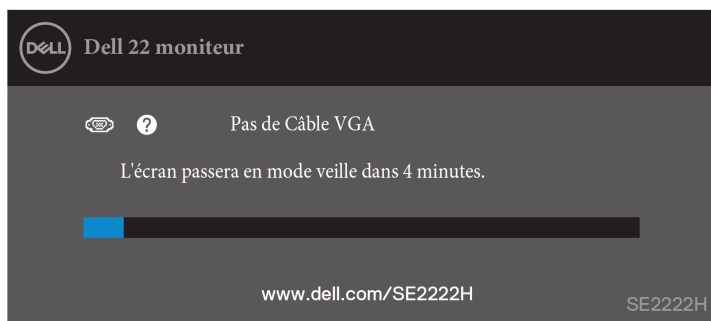 DELL
Dell 22 moniteur
? Pas de Câble VGA
L'écran passera en mode veille dans 4 minutes.
www.dell.com/SE2222H
SE2222H